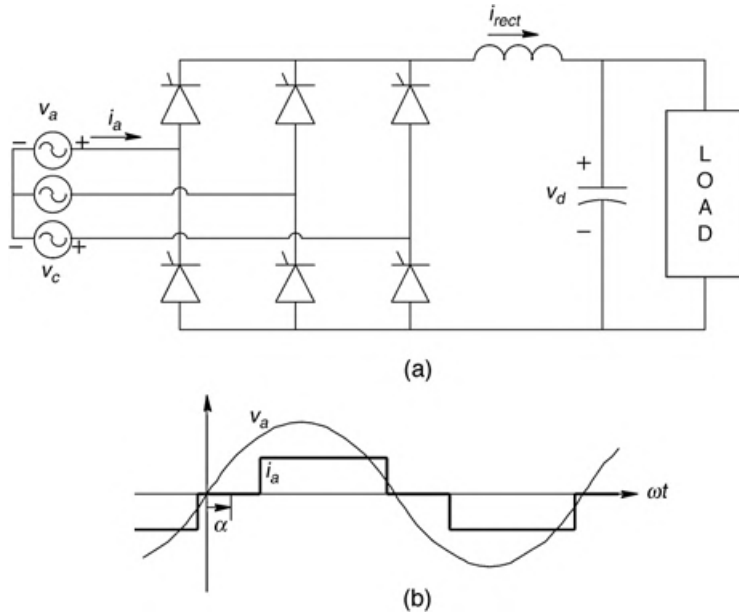 i_rect
v_a
i_a
− +
− +
v_c
+
v_d
−
L
O
A
D
(a)
v_a
i_a
ωt
α
(b)